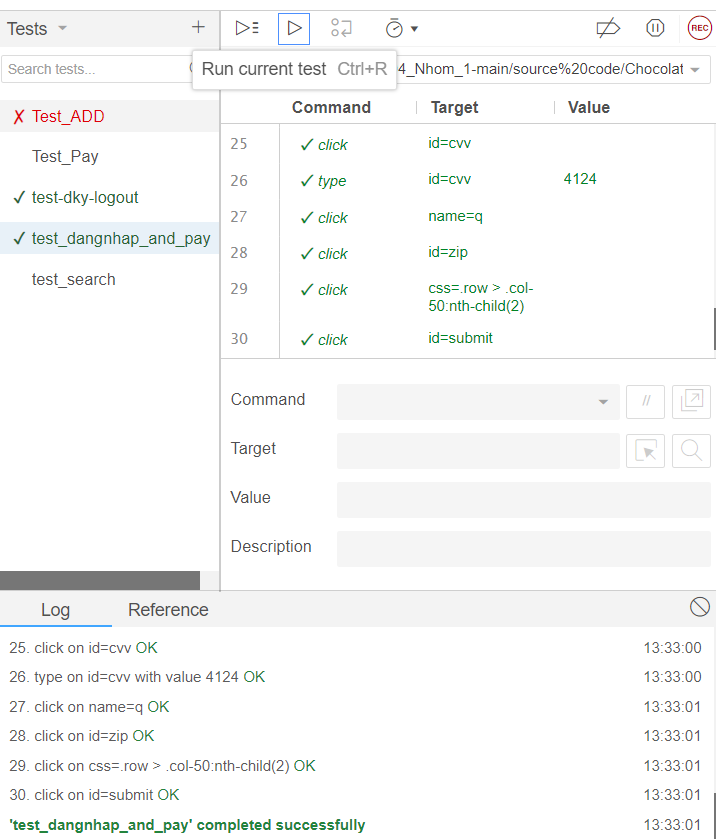 Tests
REC
Search tests...
Run current test Ctrl+R
4_Nhom_1-main/source%20code/Chocolat
Command Target Value
✗ Test_ADD
Test_Pay
✓ test-dky-logout
✓ test_dangnhap_and_pay
test_search
25 ✓ click id=cvv
26 ✓ type id=cvv 4124
27 ✓ click name=q
28 ✓ click id=zip
29 ✓ click css=.row > .col-
50:nth-child(2)
30 ✓ click id=submit
Command //
Target
Value
Description
Log Reference
25. click on id=cvv OK 13:33:00
26. type on id=cvv with value 4124 OK 13:33:00
27. click on name=q OK 13:33:01
28. click on id=zip OK 13:33:01
29. click on css=.row > .col-50:nth-child(2) OK 13:33:01
30. click on id=submit OK 13:33:01
'test_dangnhap_and_pay' completed successfully 13:33:01